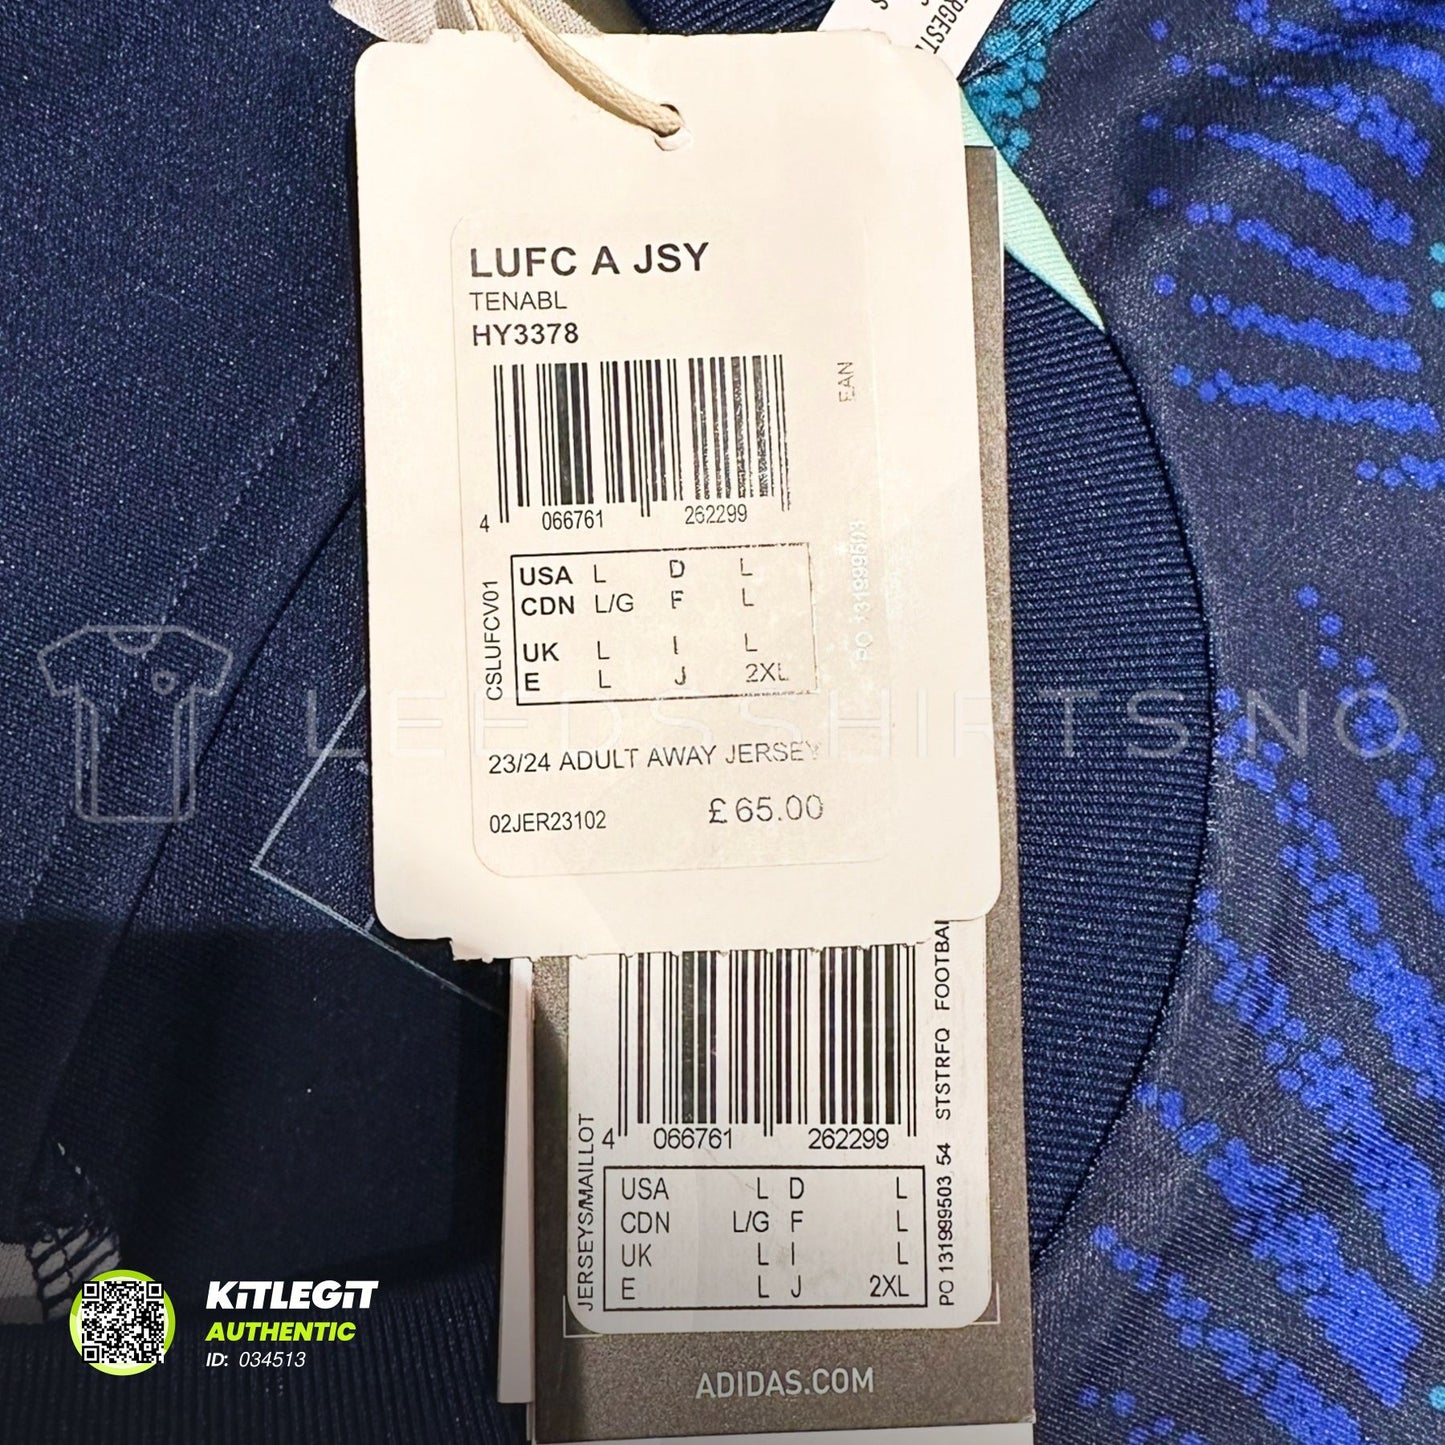 LUFC A JSY
TENABL
HY3378
EAN
4 066761 262299
CSLUFCV01
USA L D L
CDN L/G F L
UK L I L
E L J 2XL
PO 131999503
23/24 ADULT AWAY JERSEY
02JER23102 £ 65.00
LEEDSSHIRTS.NO
4 066761 262299
JERSEYS/MAILLOT
USA L D L
CDN L/G F L
UK L I L
E L J 2XL
PO 131999503 54 STSTRFQ
ADIDAS.COM
KITLEGIT
AUTHENTIC
ID: 034513